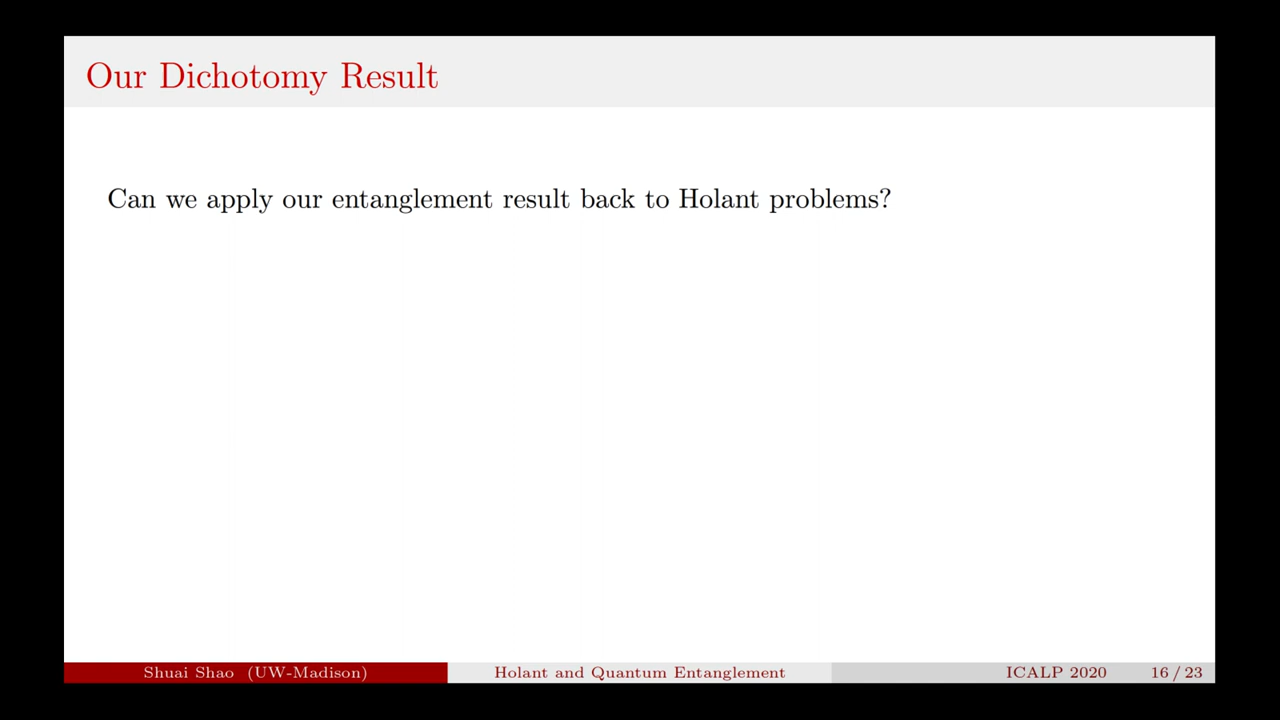 Our Dichotomy Result
Can we apply our entanglement result back to Holant problems?
Shuai Shao (UW-Madison) Holant and Quantum Entanglement ICALP 2020 16 / 23